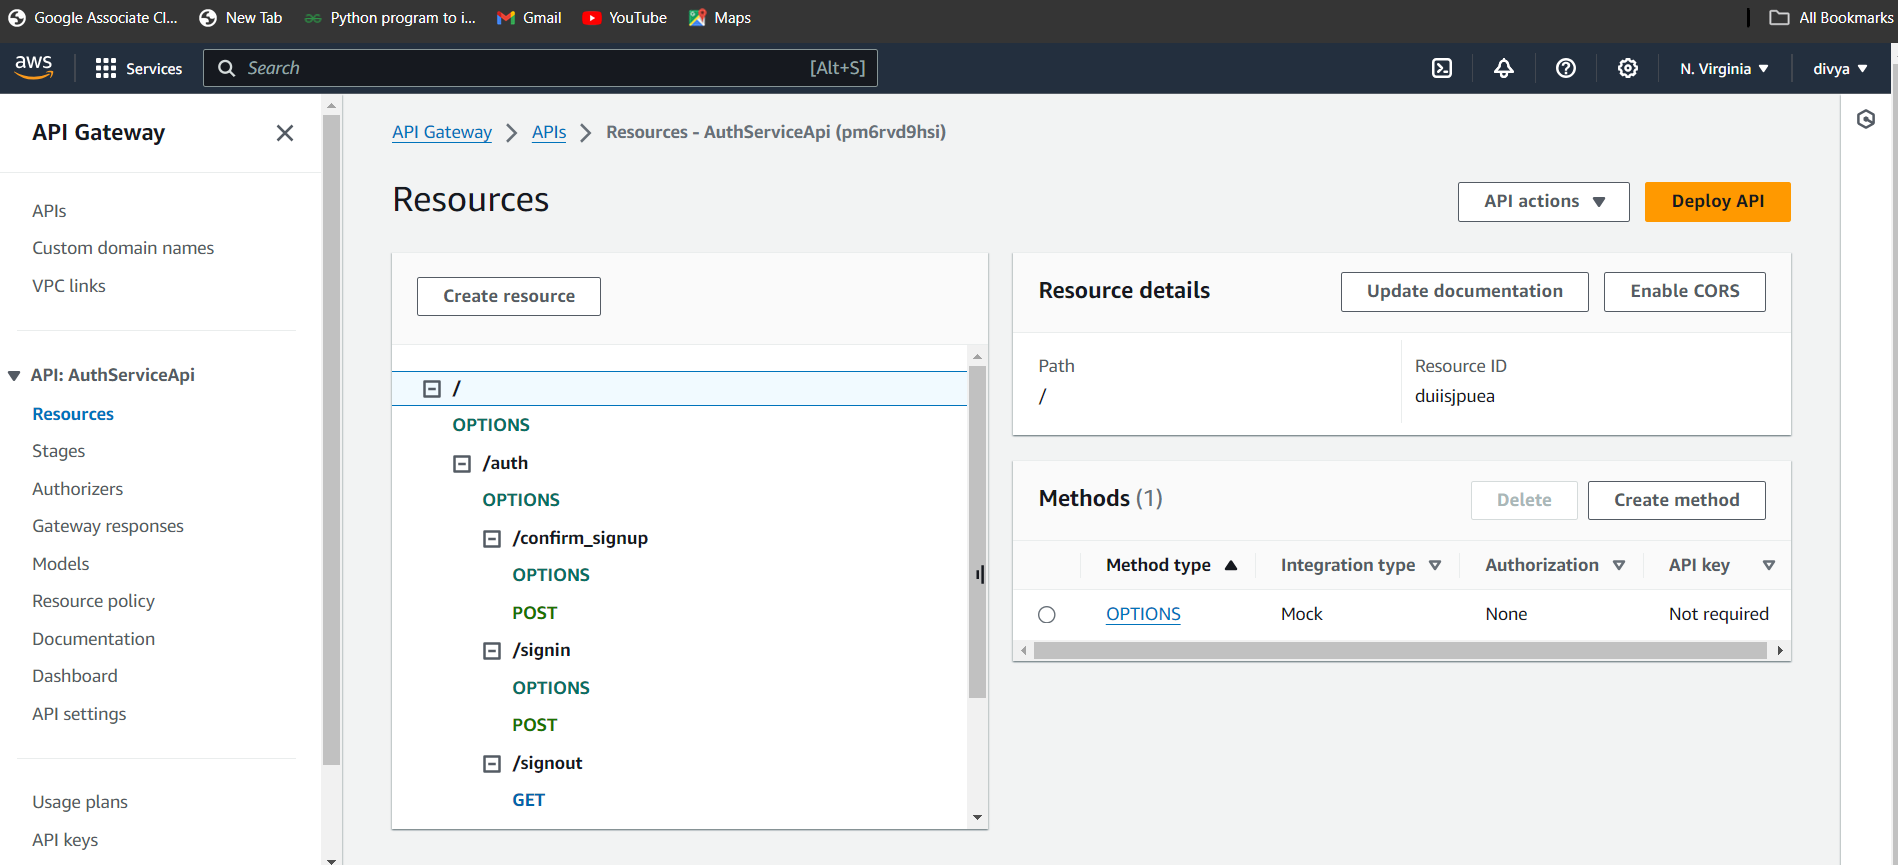 Google Associate Cl...
New Tab
Python program to i...
Gmail
YouTube
Maps
All Bookmarks
aws
Services
Search
[Alt+S]
N. Virginia
divya
API Gateway
APIs
Custom domain names
VPC links
API: AuthServiceApi
Resources
Stages
Authorizers
Gateway responses
Models
Resource policy
Documentation
Dashboard
API settings
Usage plans
API keys
API Gateway
APIs
Resources - AuthServiceApi (pm6rvd9hsi)
Resources
API actions
Deploy API
Create resource
/
OPTIONS
/auth
OPTIONS
/confirm_signup
OPTIONS
POST
/signin
OPTIONS
POST
/signout
GET
Resource details
Update documentation
Enable CORS
Path
/
Resource ID
duiisjpuea
Methods (1)
Delete
Create method
Method type
Integration type
Authorization
API key
OPTIONS
Mock
None
Not required